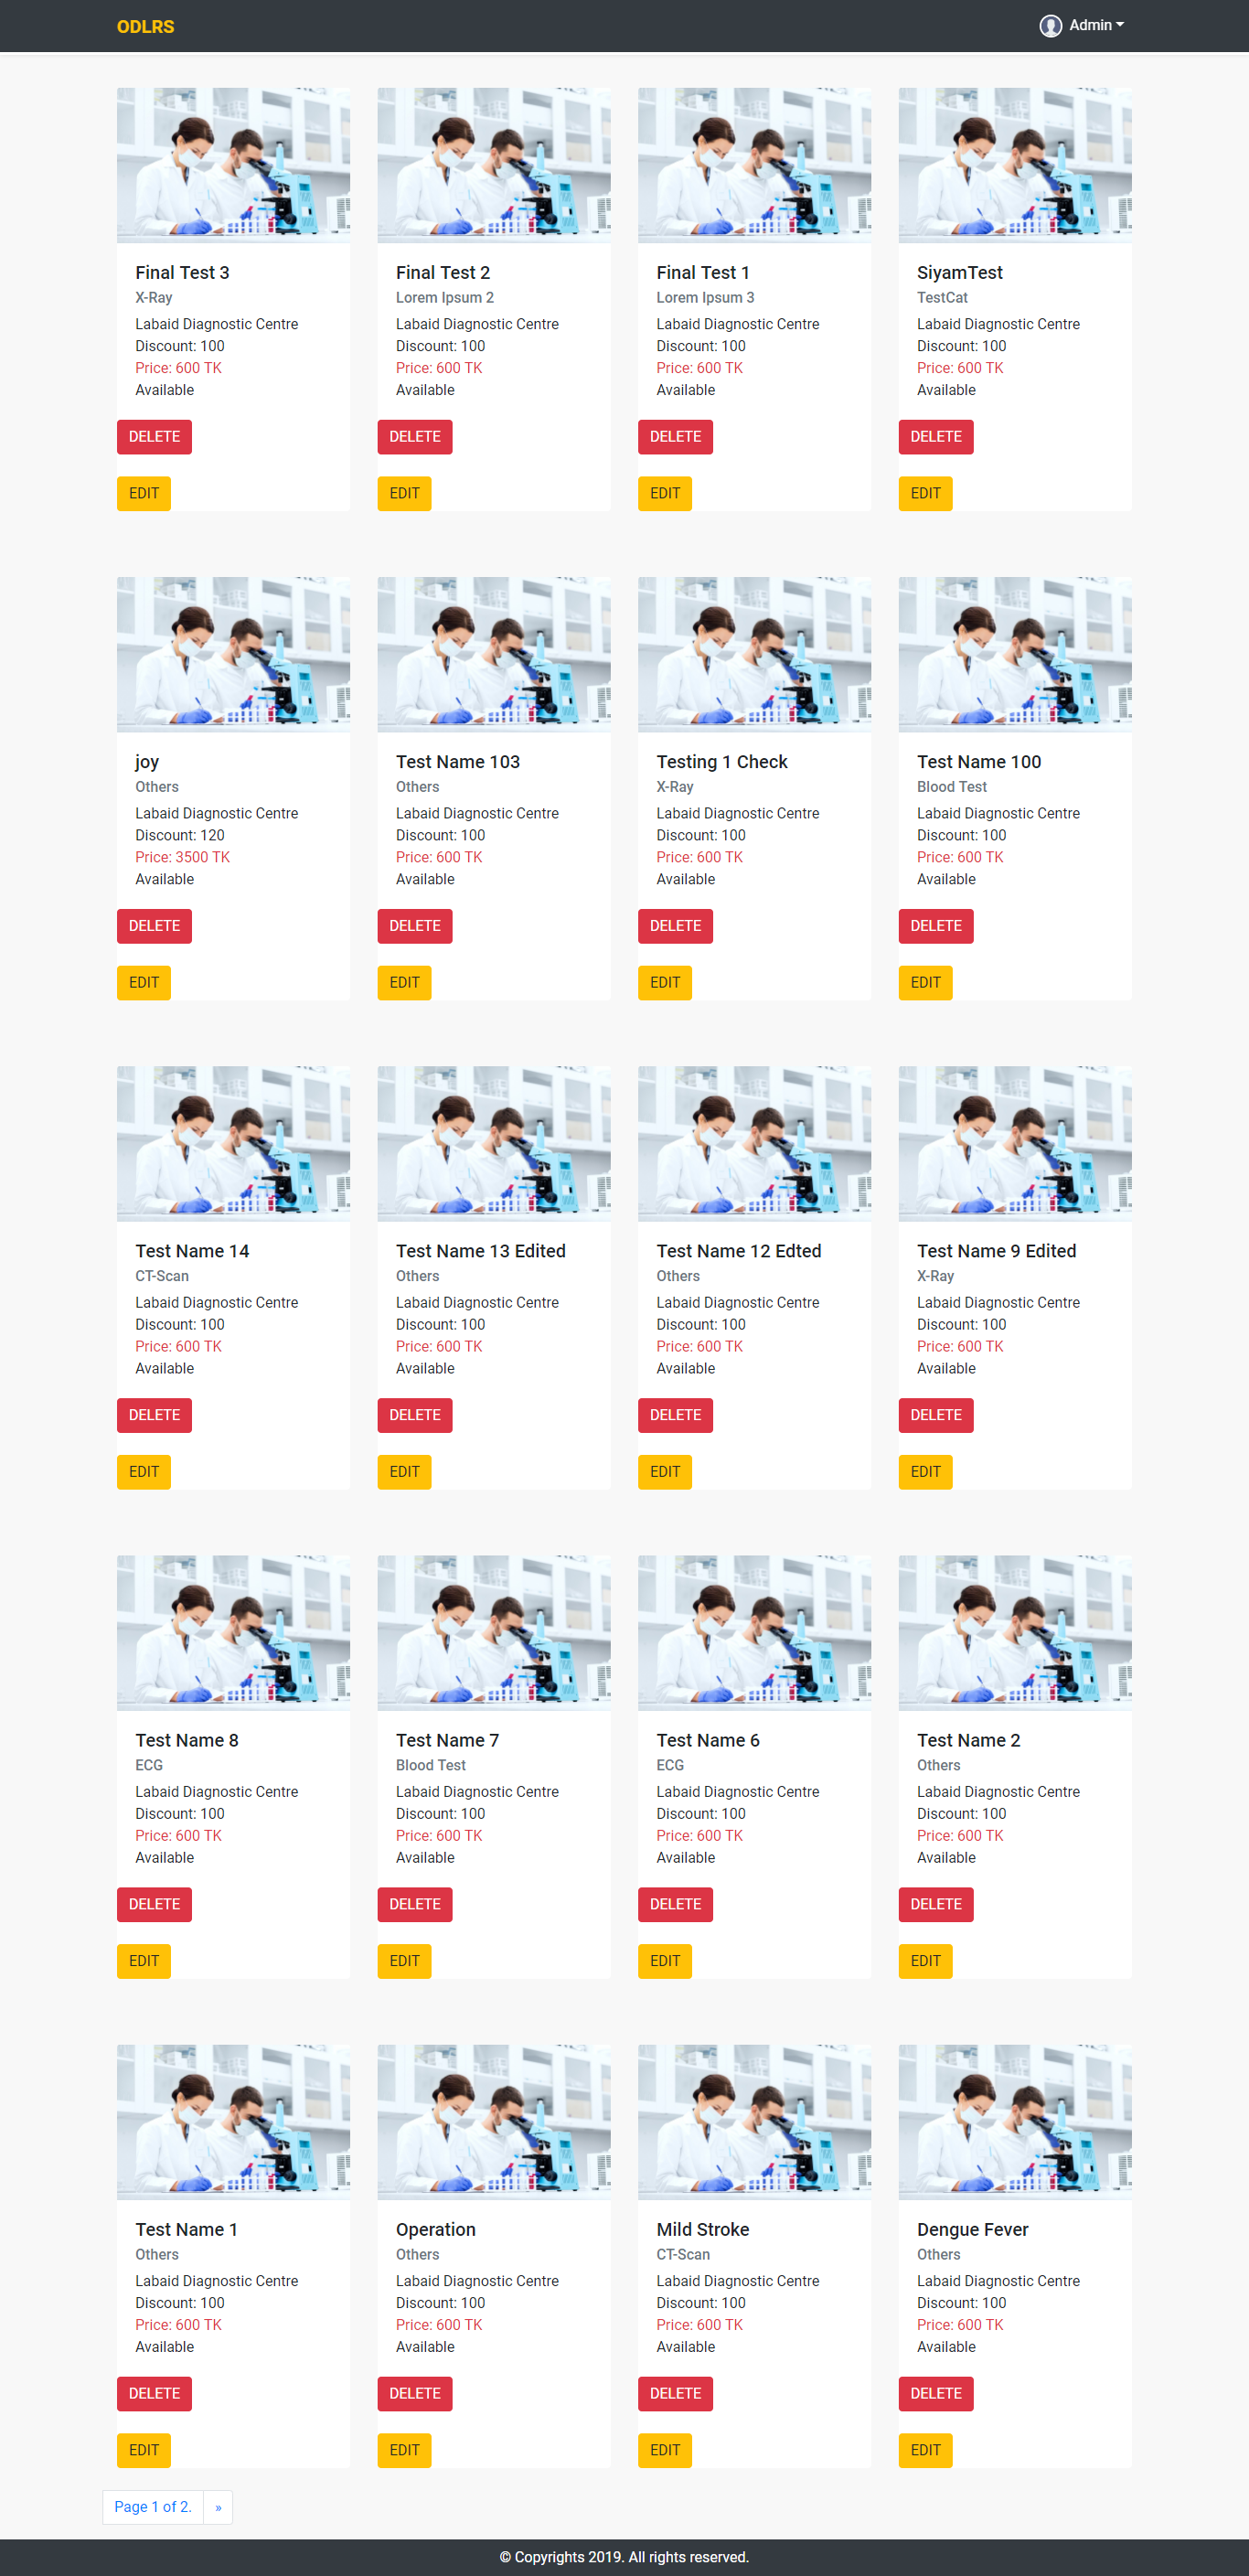 ODLRS
Admin
Final Test 3
X-Ray
Labaid Diagnostic Centre
Discount: 100
Price: 600 TK
Available
DELETE
EDIT
Final Test 2
Lorem Ipsum 2
Labaid Diagnostic Centre
Discount: 100
Price: 600 TK
Available
DELETE
EDIT
Final Test 1
Lorem Ipsum 3
Labaid Diagnostic Centre
Discount: 100
Price: 600 TK
Available
DELETE
EDIT
SiyamTest
TestCat
Labaid Diagnostic Centre
Discount: 100
Price: 600 TK
Available
DELETE
EDIT
joy
Others
Labaid Diagnostic Centre
Discount: 120
Price: 3500 TK
Available
DELETE
EDIT
Test Name 103
Others
Labaid Diagnostic Centre
Discount: 100
Price: 600 TK
Available
DELETE
EDIT
Testing 1 Check
X-Ray
Labaid Diagnostic Centre
Discount: 100
Price: 600 TK
Available
DELETE
EDIT
Test Name 100
Blood Test
Labaid Diagnostic Centre
Discount: 100
Price: 600 TK
Available
DELETE
EDIT
Test Name 14
CT-Scan
Labaid Diagnostic Centre
Discount: 100
Price: 600 TK
Available
DELETE
EDIT
Test Name 13 Edited
Others
Labaid Diagnostic Centre
Discount: 100
Price: 600 TK
Available
DELETE
EDIT
Test Name 12 Edted
Others
Labaid Diagnostic Centre
Discount: 100
Price: 600 TK
Available
DELETE
EDIT
Test Name 9 Edited
X-Ray
Labaid Diagnostic Centre
Discount: 100
Price: 600 TK
Available
DELETE
EDIT
Test Name 8
ECG
Labaid Diagnostic Centre
Discount: 100
Price: 600 TK
Available
DELETE
EDIT
Test Name 7
Blood Test
Labaid Diagnostic Centre
Discount: 100
Price: 600 TK
Available
DELETE
EDIT
Test Name 6
ECG
Labaid Diagnostic Centre
Discount: 100
Price: 600 TK
Available
DELETE
EDIT
Test Name 2
Others
Labaid Diagnostic Centre
Discount: 100
Price: 600 TK
Available
DELETE
EDIT
Test Name 1
Others
Labaid Diagnostic Centre
Discount: 100
Price: 600 TK
Available
DELETE
EDIT
Operation
Others
Labaid Diagnostic Centre
Discount: 100
Price: 600 TK
Available
DELETE
EDIT
Mild Stroke
CT-Scan
Labaid Diagnostic Centre
Discount: 100
Price: 600 TK
Available
DELETE
EDIT
Dengue Fever
Others
Labaid Diagnostic Centre
Discount: 100
Price: 600 TK
Available
DELETE
EDIT
Page 1 of 2. »
© Copyrights 2019. All rights reserved.